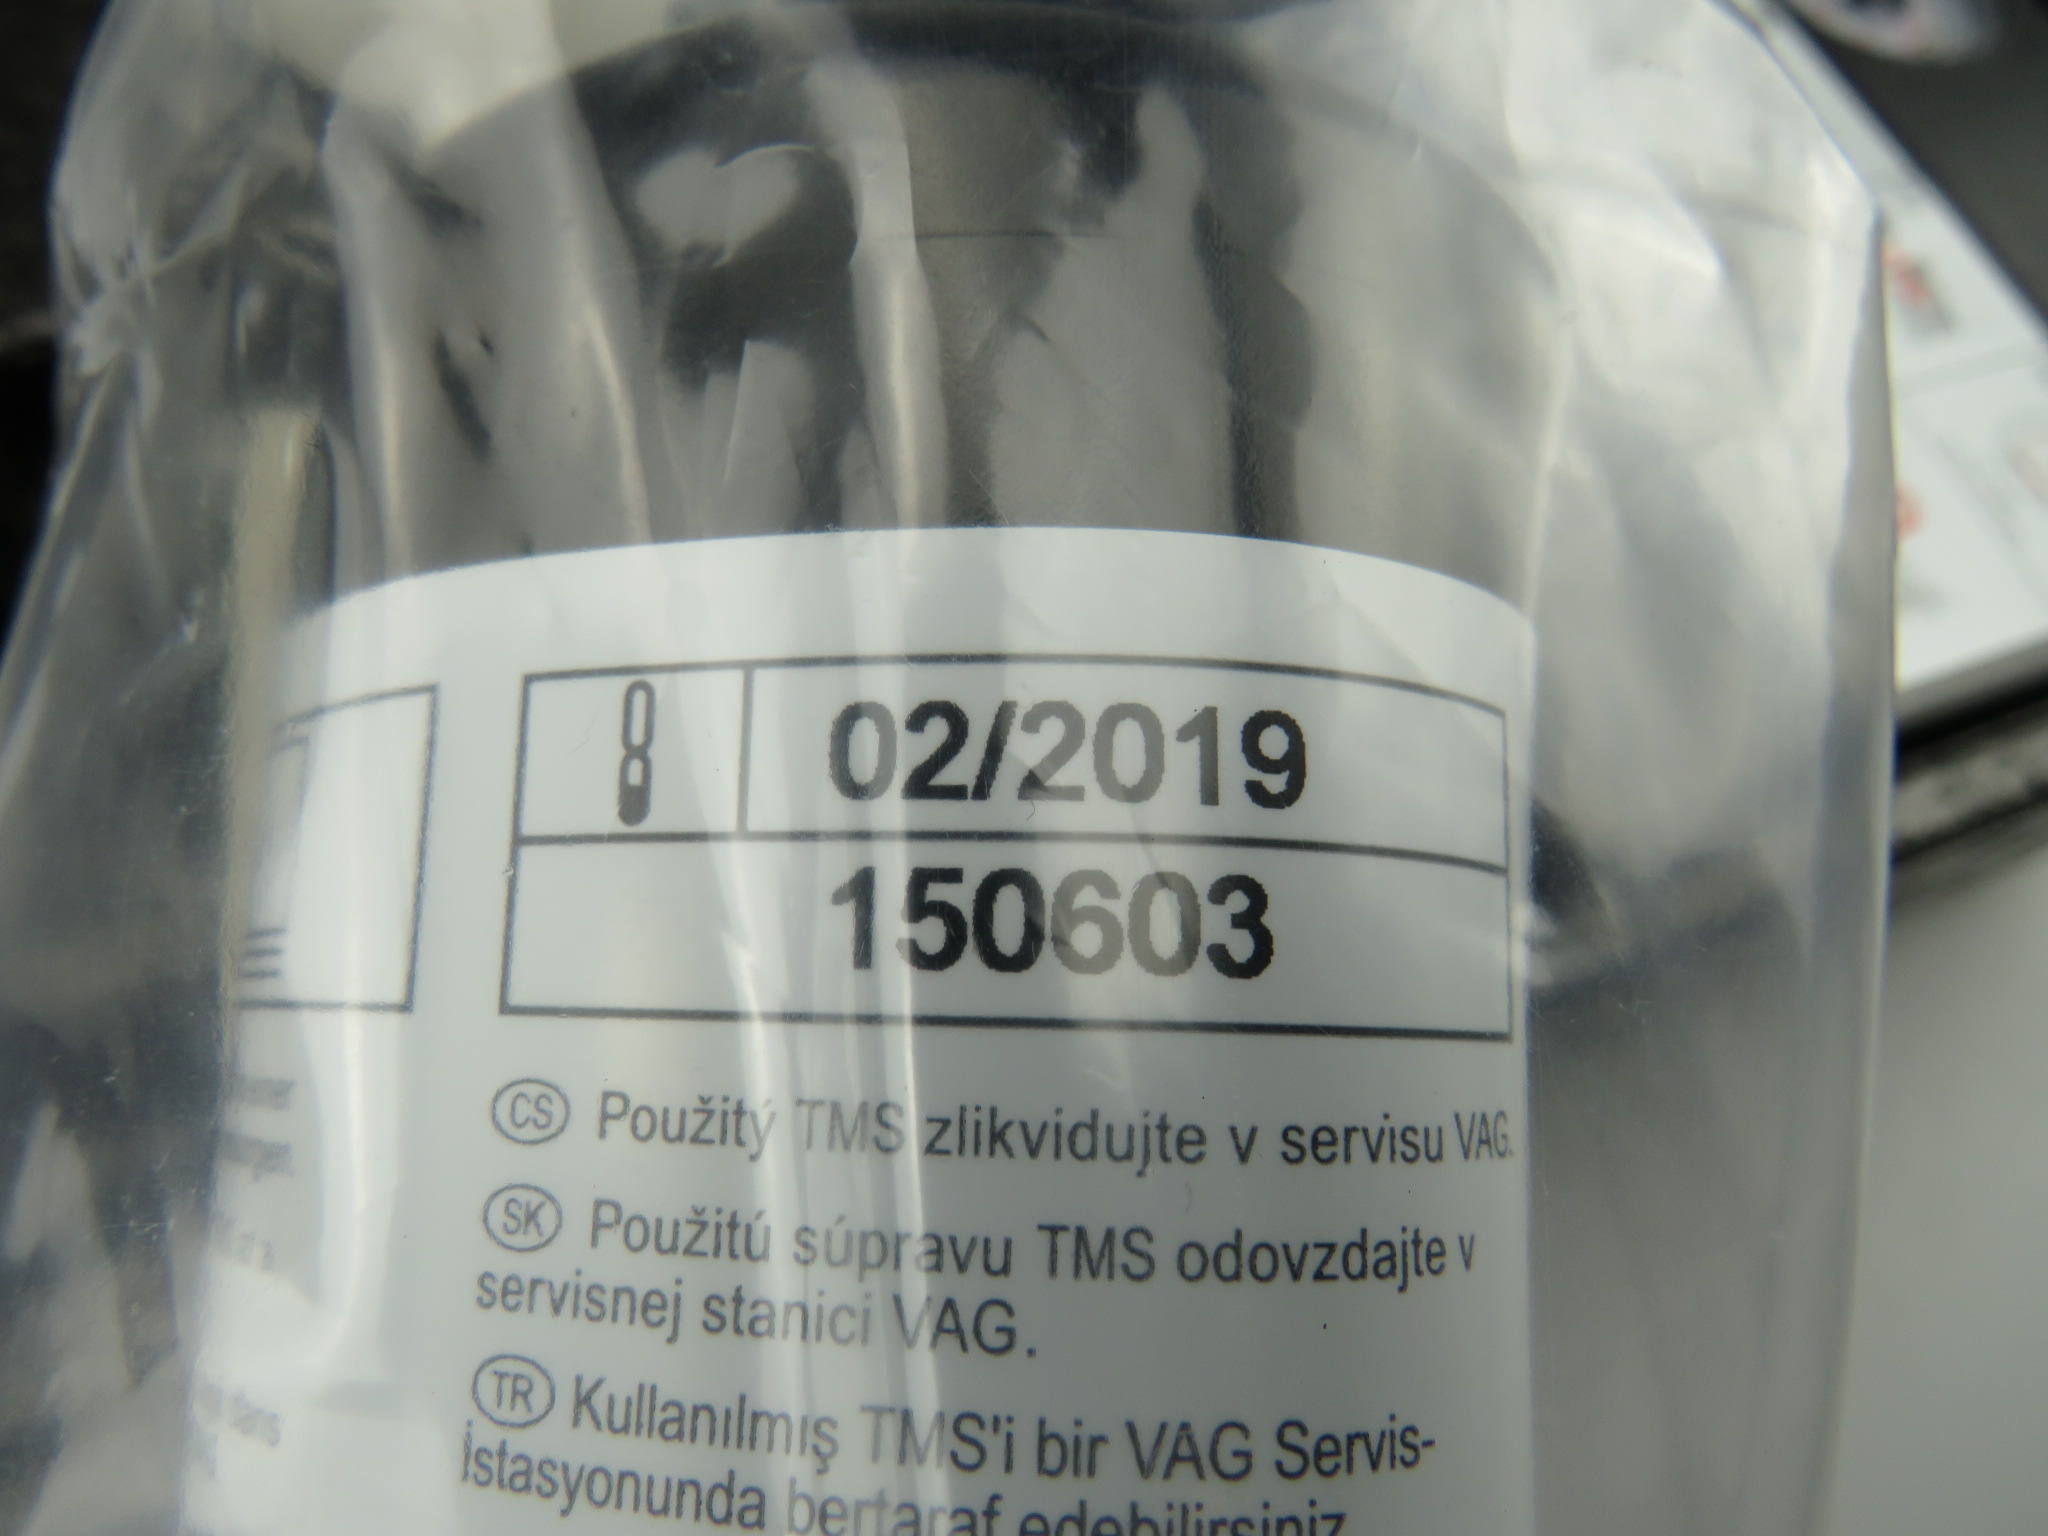 02/2019
150603
CS Použitý TMS zlikvidujte v servisu VAG.
SK Použitú súpravu TMS odovzdajte v
servisnej stanici VAG.
TR Kullanılmış TMS'i bir VAG Servis-
İstasyonunda bertaraf edebilirsiniz